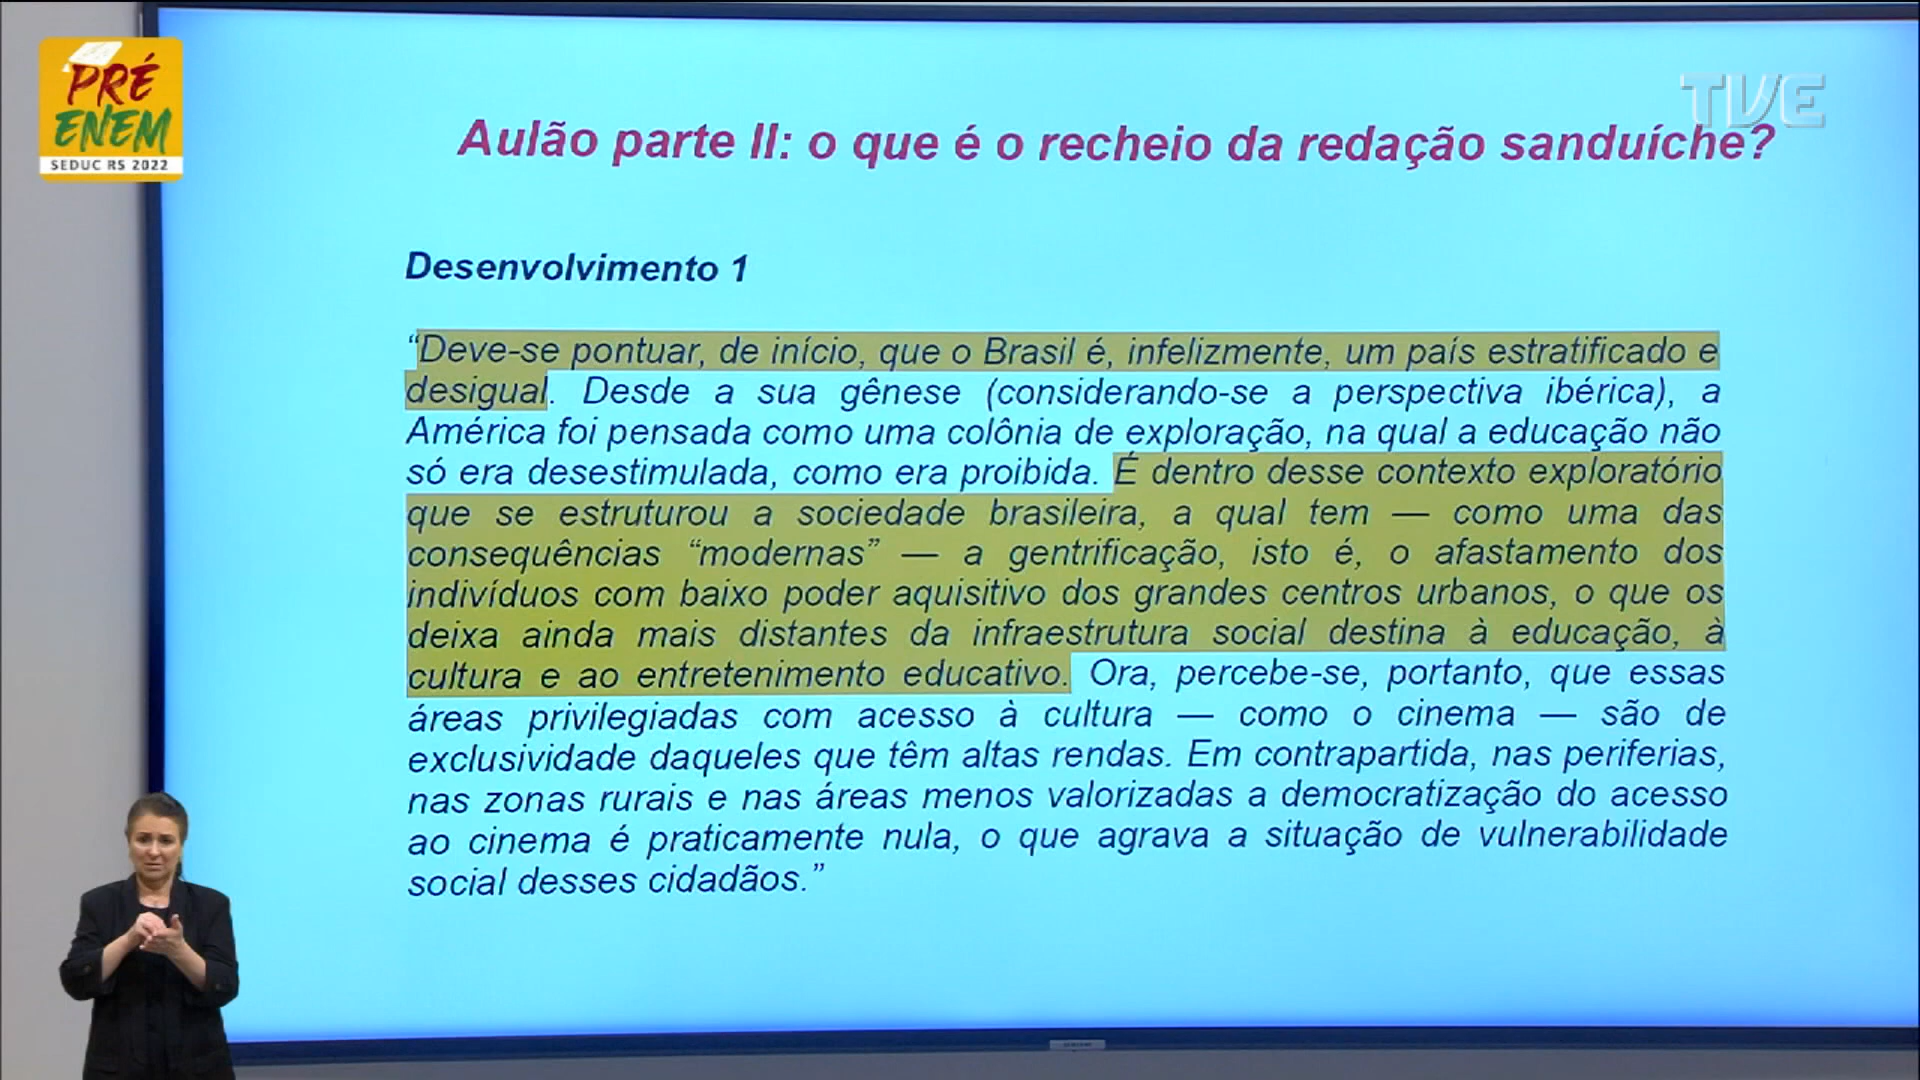 PRÉ
ENEM
SEDUC RS 2022
TVE
Aulão parte II: o que é o recheio da redação sanduíche?
Desenvolvimento 1
“Deve-se pontuar, de início, que o Brasil é, infelizmente, um país estratificado e
desigual. Desde a sua gênese (considerando-se a perspectiva ibérica), a
América foi pensada como uma colônia de exploração, na qual a educação não
só era desestimulada, como era proibida. É dentro desse contexto exploratório
que se estruturou a sociedade brasileira, a qual tem — como uma das
consequências “modernas” — a gentrificação, isto é, o afastamento dos
indivíduos com baixo poder aquisitivo dos grandes centros urbanos, o que os
deixa ainda mais distantes da infraestrutura social destina à educação, à
cultura e ao entretenimento educativo. Ora, percebe-se, portanto, que essas
áreas privilegiadas com acesso à cultura — como o cinema — são de
exclusividade daqueles que têm altas rendas. Em contrapartida, nas periferias,
nas zonas rurais e nas áreas menos valorizadas a democratização do acesso
ao cinema é praticamente nula, o que agrava a situação de vulnerabilidade
social desses cidadãos.”